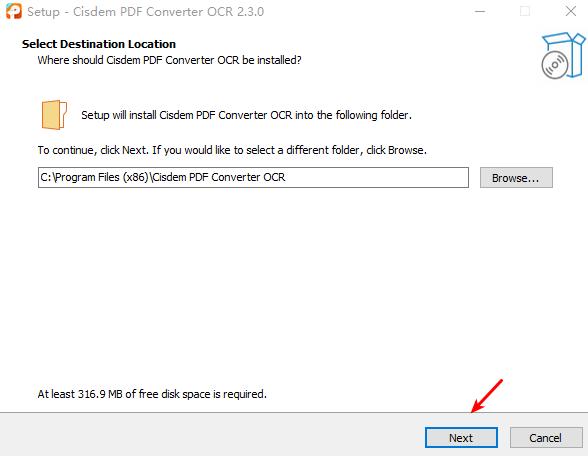 Setup - Cisdem PDF Converter OCR 2.3.0
Select Destination Location
Where should Cisdem PDF Converter OCR be installed?
Setup will install Cisdem PDF Converter OCR into the following folder.
To continue, click Next. If you would like to select a different folder, click Browse.
C:\Program Files (x86)\Cisdem PDF Converter OCR
Browse...
At least 316.9 MB of free disk space is required.
Next
Cancel